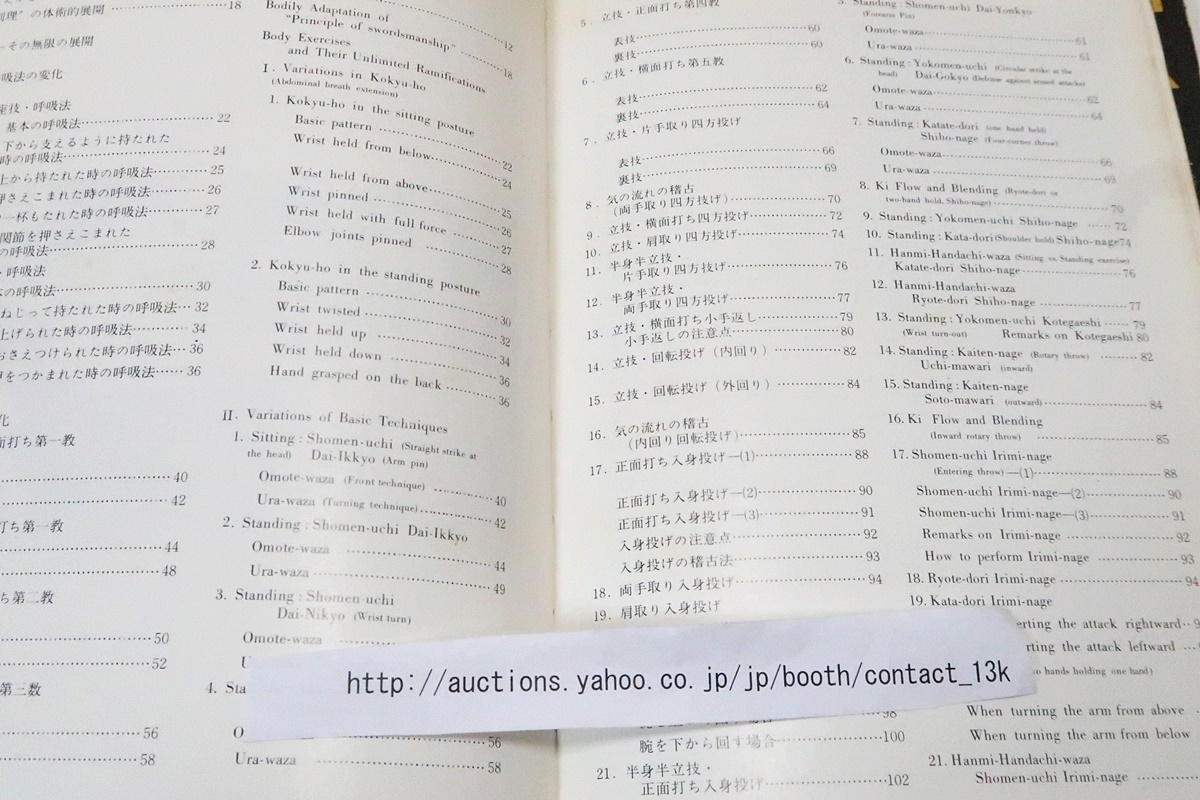 理”の体術的展開 ……… 18
その無限の展開
吸法の変化
座技・呼吸法
基本の呼吸法 ……… 22
下から支えるように持たれた
時の呼吸法 ……… 24
上から持たれた時の呼吸法 ……… 25
押さえこまれた時の呼吸法 ……… 26
一杯もたれた時の呼吸法 ……… 27
関節を押さえこまれた
の呼吸法 ……… 28
・呼吸法
の呼吸法 ……… 30
ねじって持たれた時の呼吸法 …… 32
上げられた時の呼吸法 ……… 34
おさえつけられた時の呼吸法 … 36
をつかまれた時の呼吸法 …… 36
化
面打ち第一教
……… 40
……… 42
打ち第一教
……… 44
……… 48
ち第二教
……… 50
……… 52
第三数
……… 56
……… 58
Bodily Adaptation of
“Principle of swordsmanship” ……… 12
Body Exercises
and Their Unlimited Ramifications 18
I. Variations in Kokyu-ho
(Abdominal breath extension)
1. Kokyu-ho in the sitting posture
Basic pattern ……… 22
Wrist held from below ……… 24
Wrist held from above ……… 25
Wrist pinned ……… 26
Wrist held with full force ……… 27
Elbow joints pinned ……… 28
2. Kokyu-ho in the standing posture
Basic pattern ……… 30
Wrist twisted ……… 32
Wrist held up ……… 34
Wrist held down ……… 36
Hand grasped on the back ……… 36
II. Variations of Basic Techniques
1. Sitting : Shomen-uchi (Straight strike at
the head) Dai-Ikkyo (Arm pin)
Omote-waza (Front technique) ……… 40
Ura-waza (Turning technique) ……… 42
2. Standing : Shomen-uchi Dai-Ikkyo
Omote-waza ……… 44
Ura-waza ……… 49
3. Standing : Shomen-uchi
Dai-Nikyo (Wrist turn)
Omote-waza ………
U
4. Sta
O ……… 56
Ura-waza ……… 58
5. 立技・正面打ち第四教
表技 ……… 60
裏技 ……… 60
6. 立技・横面打ち第五教
表技 ……… 62
裏技 ……… 64
7. 立技・片手取り四方投げ
表技 ……… 66
裏技 ……… 69
8. 気の流れの稽古
(両手取り四方投げ) ……… 70
9. 立技・横面打ち四方投げ ……… 72
10. 立技・肩取り四方投げ ……… 74
11. 半身半立技・
片手取り四方投げ ……… 76
12. 半身半立技・
両手取り四方投げ ……… 77
13. 立技・横面打ち小手返し ……… 79
小手返しの注意点 ……… 80
14. 立技・回転投げ (内回り) ……… 82
15. 立技・回転投げ (外回り) ……… 84
16. 気の流れの稽古
(内回り回転投げ) ……… 85
17. 正面打ち入身投げ—(1) ……… 88
正面打ち入身投げ—(2) ……… 90
正面打ち入身投げ—(3) ……… 91
入身投げの注意点 ……… 92
入身投げの稽古法 ……… 93
18. 両手取り入身投げ ……… 94
19. 肩取り入身投げ
……… 98
腕を下から回す場合 ……… 100
21. 半身半立技・
正面打ち入身投げ ……… 102
5. Standing : Shomen-uchi Dai-Yonkyo
(Forearm Pin)
Omote-waza ……… 61
Ura-waza ……… 61
6. Standing : Yokomen-uchi (Circular strike at the
head) Dai-Gokyo (Defense against armed attacker)
Omote-waza ……… 62
Ura-waza ……… 64
7. Standing : Katate-dori (one hand held)
Shiho-nage (Four-corner throw)
Omote-waza ……… 66
Ura-waza ……… 69
8. Ki Flow and Blending (Ryote-dori or
two-hand hold, Shiho-nage) ……… 70
9. Standing : Yokomen-uchi Shiho-nage …… 72
10. Standing : Kata-dori (Shoulder held) Shiho-nage 74
11. Hanmi-Handachi-waza (Sitting vs. Standing exercise)
Katate-dori Shiho-nage ……… 76
12. Hanmi-Handachi-waza
Ryote-dori Shiho-nage ……… 77
13. Standing : Yokomen-uchi Kotegaeshi …… 79
(Wrist turn-out) Remarks on Kotegaeshi 80
14. Standing : Kaiten-nage (Rotary throw) …… 82
Uchi-mawari (inward)
15. Standing : Kaiten-nage
Soto-mawari (outward) ……… 84
16. Ki Flow and Blending
(Inward rotary throw) ……… 85
17. Shomen-uchi Irimi-nage
(Entering throw) —(1) ……… 88
Shomen-uchi Irimi-nage—(2) ……… 90
Shomen-uchi Irimi-nage—(3) ……… 91
Remarks on Irimi-nage ……… 92
How to perform Irimi-nage ……… 93
18. Ryote-dori Irimi-nage ……… 94
19. Kata-dori Irimi-nage
erting the attack rightward …
rting the attack leftward …
hands holding one hand)
When turning the arm from above
When turning the arm from below
21. Hanmi-Handachi-waza
Shomen-uchi Irimi-nage ………
http://auctions.yahoo.co.jp/jp/booth/contact_13k